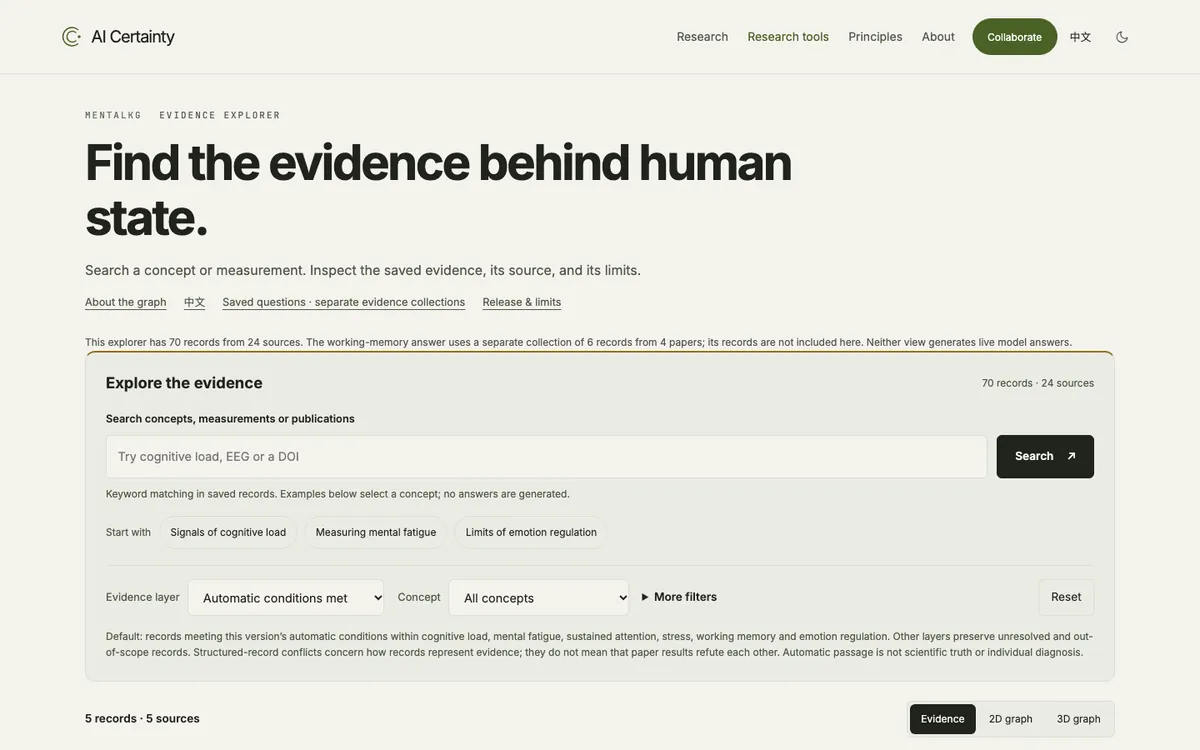 AI Certainty
Research Research tools Principles About Collaborate 中文
MENTALKG EVIDENCE EXPLORER
Find the evidence behind human
state.
Search a concept or measurement. Inspect the saved evidence, its source, and its limits.
About the graph 中文 Saved questions · separate evidence collections Release & limits
This explorer has 70 records from 24 sources. The working-memory answer uses a separate collection of 6 records from 4 papers; its records are not included here. Neither view generates live model answers.
Explore the evidence 70 records · 24 sources
Search concepts, measurements or publications
Try cognitive load, EEG or a DOI Search ↗
Keyword matching in saved records. Examples below select a concept; no answers are generated.
Start with Signals of cognitive load Measuring mental fatigue Limits of emotion regulation
Evidence layer Automatic conditions met Concept All concepts ▶ More filters Reset
Default: records meeting this version’s automatic conditions within cognitive load, mental fatigue, sustained attention, stress, working memory and emotion regulation. Other layers preserve unresolved and out-
of-scope records. Structured-record conflicts concern how records represent evidence; they do not mean that paper results refute each other. Automatic passage is not scientific truth or individual diagnosis.
5 records · 5 sources Evidence 2D graph 3D graph